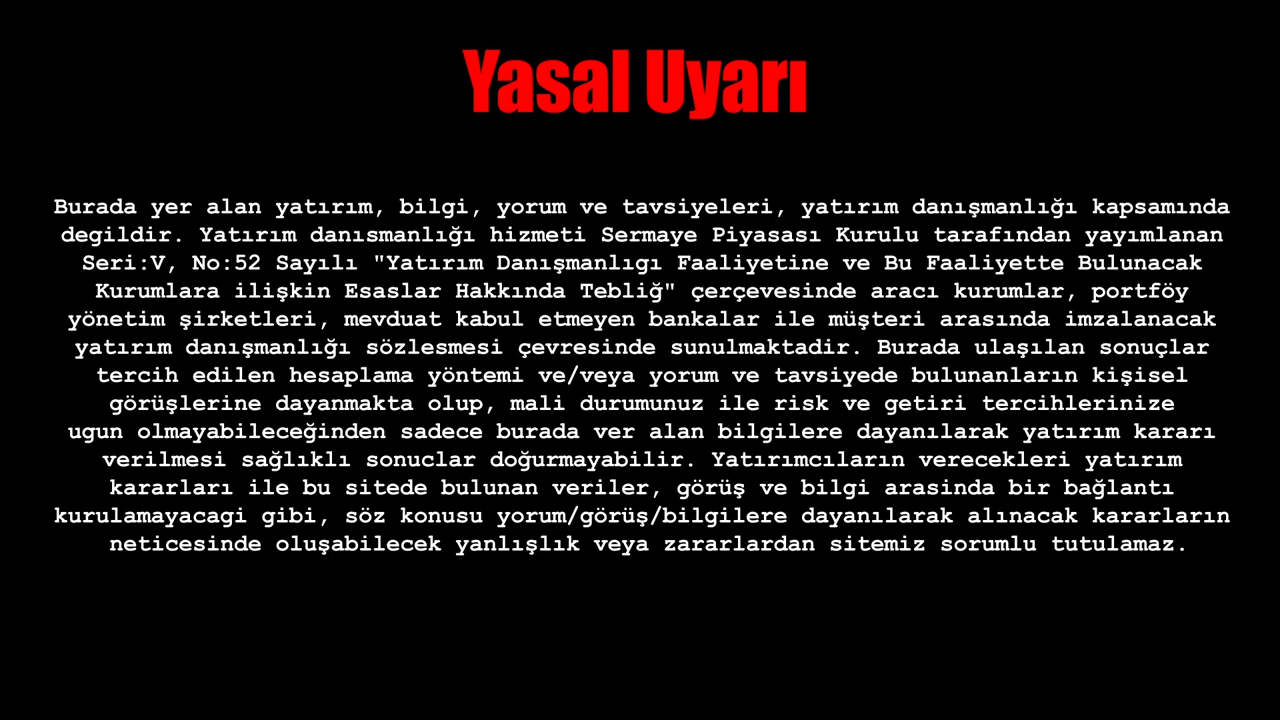 Yasal Uyarı
Burada yer alan yatırım, bilgi, yorum ve tavsiyeleri, yatırım danışmanlığı kapsamında
degildir. Yatırım danısmanlığı hizmeti Sermaye Piyasası Kurulu tarafından yayımlanan
Seri:V, No:52 Sayılı "Yatırım Danışmanlıgı Faaliyetine ve Bu Faaliyette Bulunacak
Kurumlara ilişkin Esaslar Hakkında Tebliğ" çerçevesinde aracı kurumlar, portföy
yönetim şirketleri, mevduat kabul etmeyen bankalar ile müşteri arasında imzalanacak
yatırım danışmanlığı sözlesmesi çevresinde sunulmaktadir. Burada ulaşılan sonuçlar
tercih edilen hesaplama yöntemi ve/veya yorum ve tavsiyede bulunanların kişisel
görüşlerine dayanmakta olup, mali durumunuz ile risk ve getiri tercihlerinize
ugun olmayabileceğinden sadece burada ver alan bilgilere dayanılarak yatırım kararı
verilmesi sağlıklı sonuclar doğurmayabilir. Yatırımcıların verecekleri yatırım
kararları ile bu sitede bulunan veriler, görüş ve bilgi arasinda bir bağlantı
kurulamayacagi gibi, söz konusu yorum/görüş/bilgilere dayanılarak alınacak kararların
neticesinde oluşabilecek yanlışlık veya zararlardan sitemiz sorumlu tutulamaz.